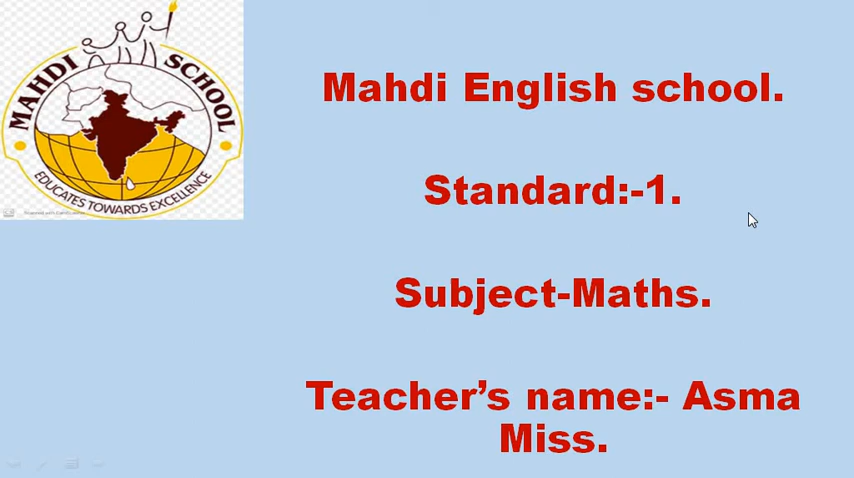 MAHDI SCHOOL
EDUCATES TOWARDS EXCELLENCE
Mahdi English school.
Standard:-1.
Subject-Maths.
Teacher’s name:- Asma
Miss.